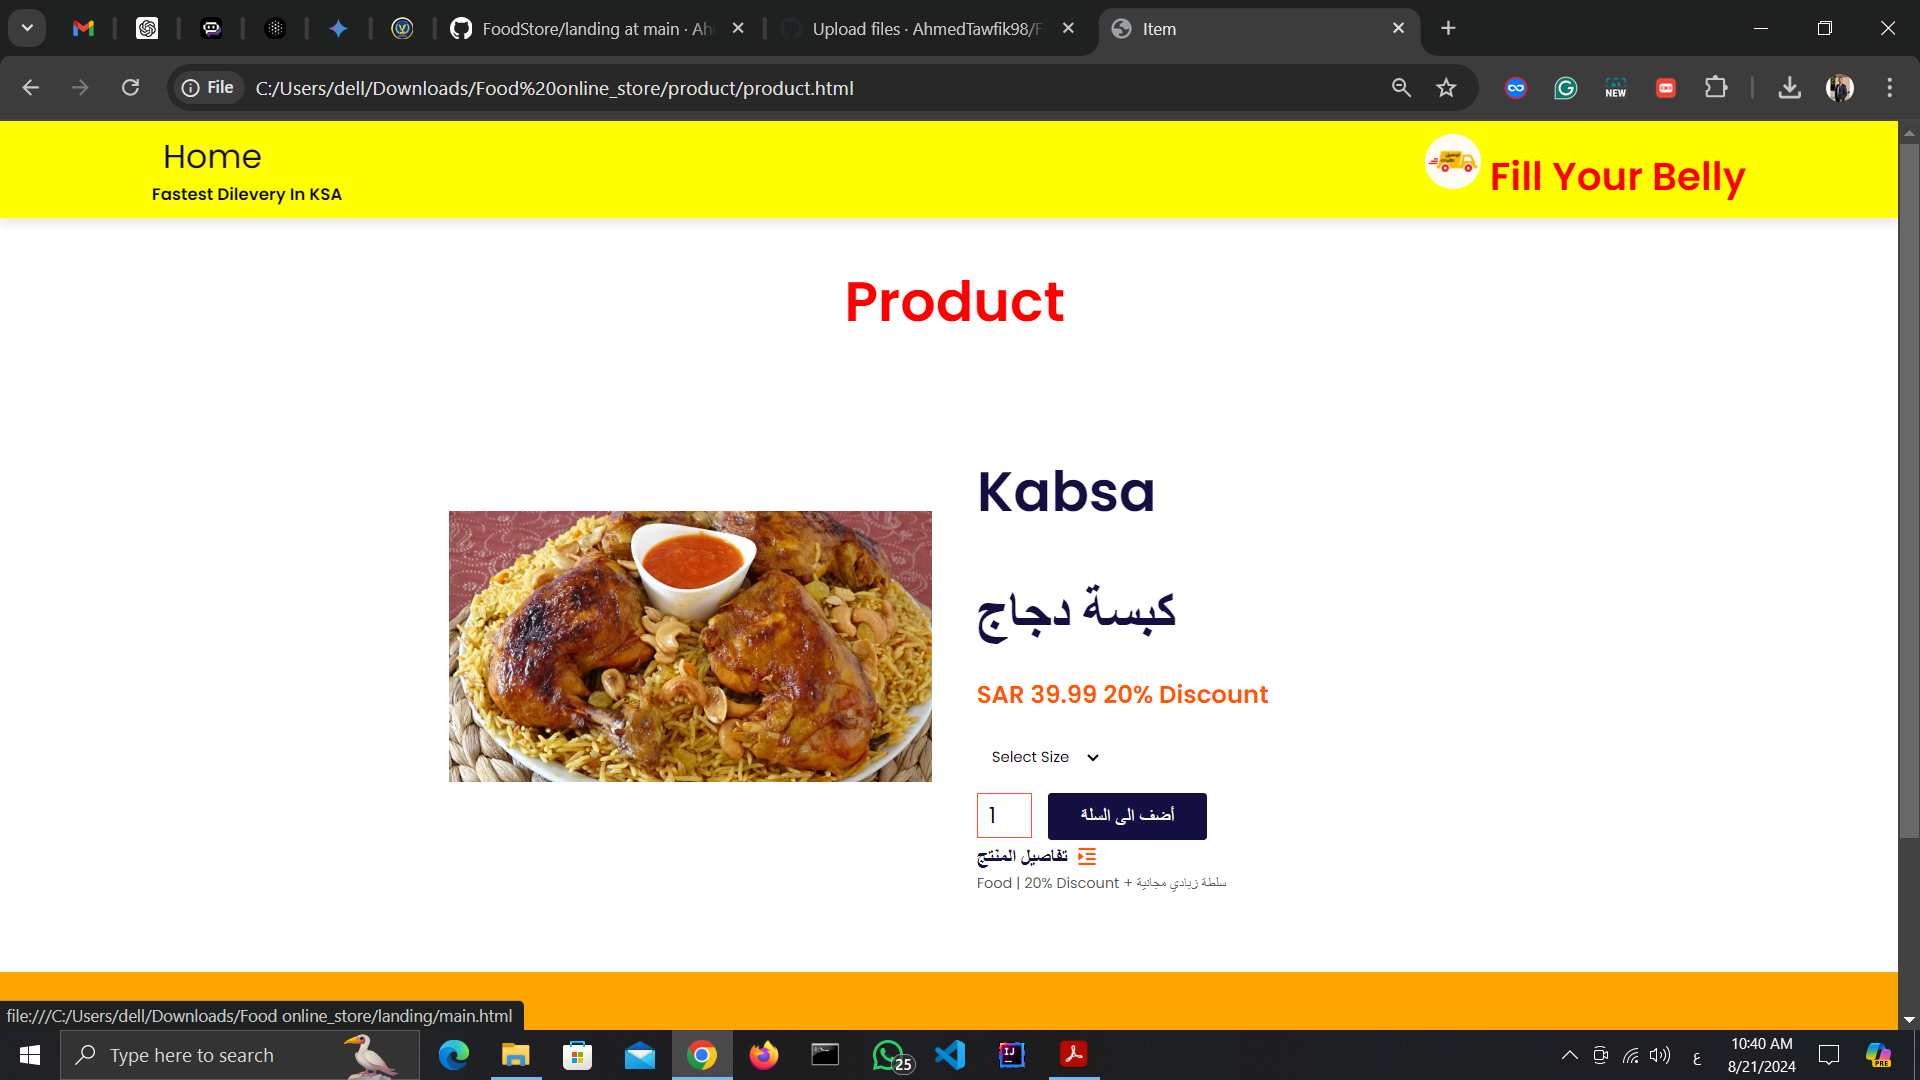 FoodStore/landing at main · Ah
Upload files · AhmedTawfik98/F
Item
File
C:/Users/dell/Downloads/Food%20online_store/product/product.html
NEW
Home
Fastest Dilevery In KSA
Fill Your Belly
Product
Kabsa
كبسة دجاج
SAR 39.99 20% Discount
Select Size
1
أضف الى السلة
تفاصيل المنتج
Food | 20% Discount + سلطة زبادي مجانية
file:///C:/Users/dell/Downloads/Food online_store/landing/main.html
Type here to search
25
IJ
ع
10:40 AM
8/21/2024
PRE